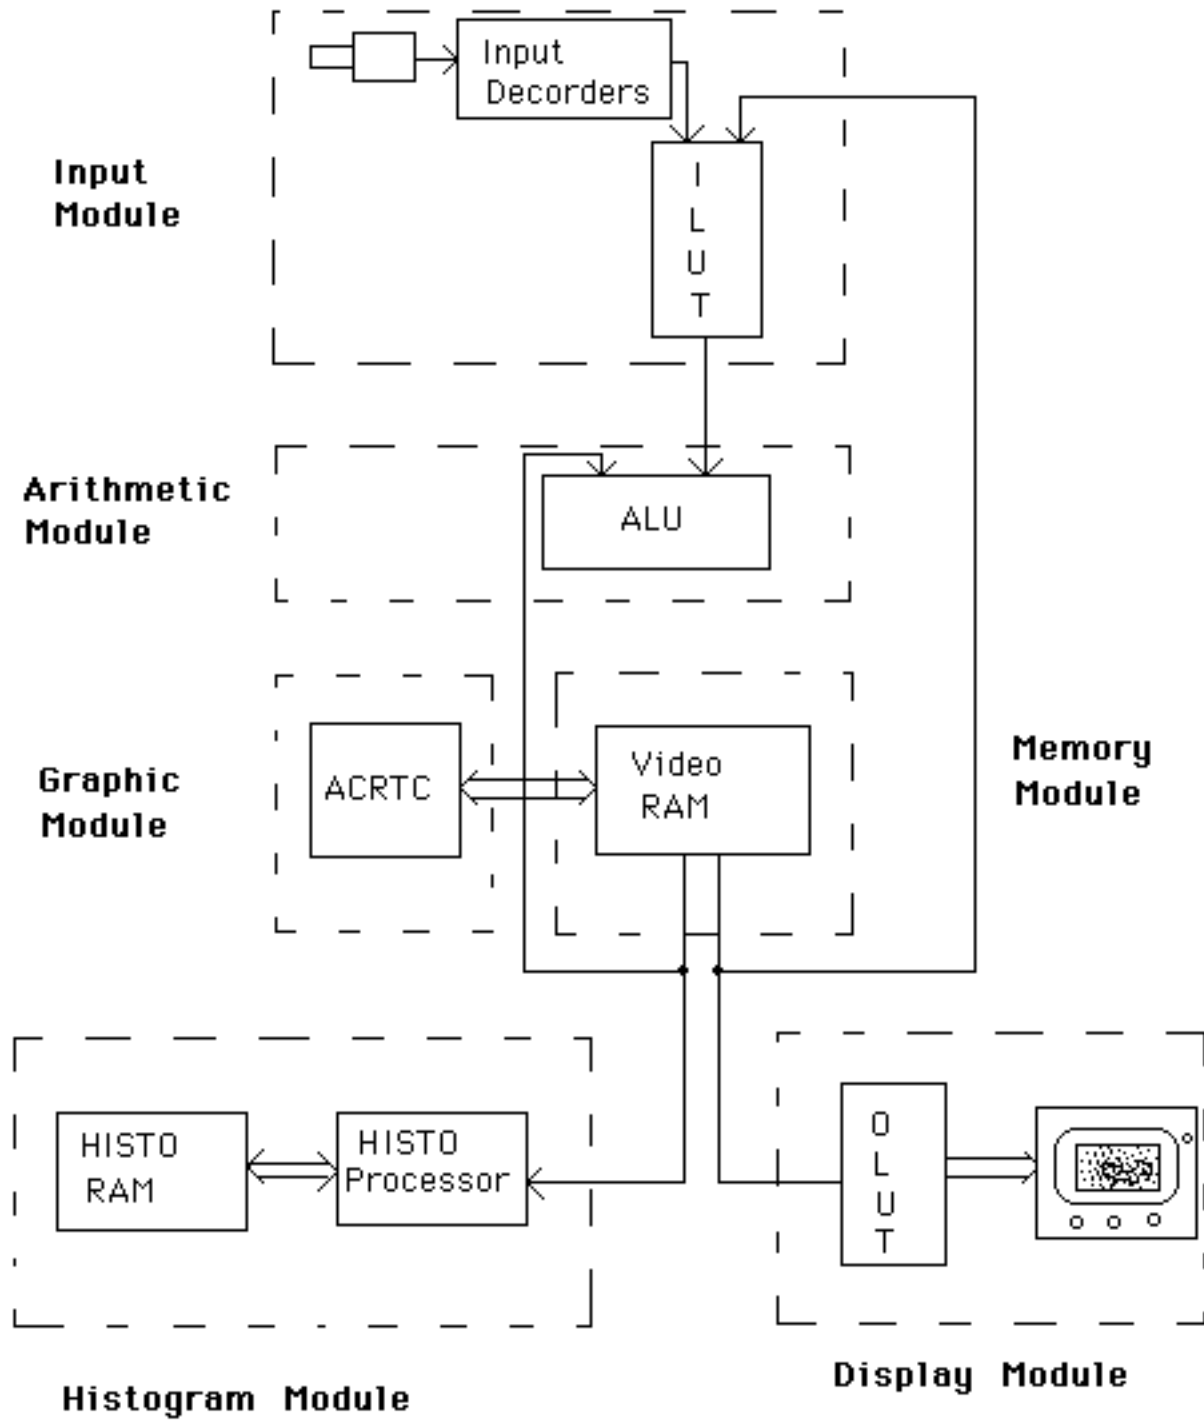 Input
Decorders
Input
Module
I
L
U
T
Arithmetic
Module
ALU
Graphic
Module
ACRTC
Video
RAM
Memory
Module
HISTO
RAM
HISTO
Processor
O
L
U
T
Histogram Module
Display Module